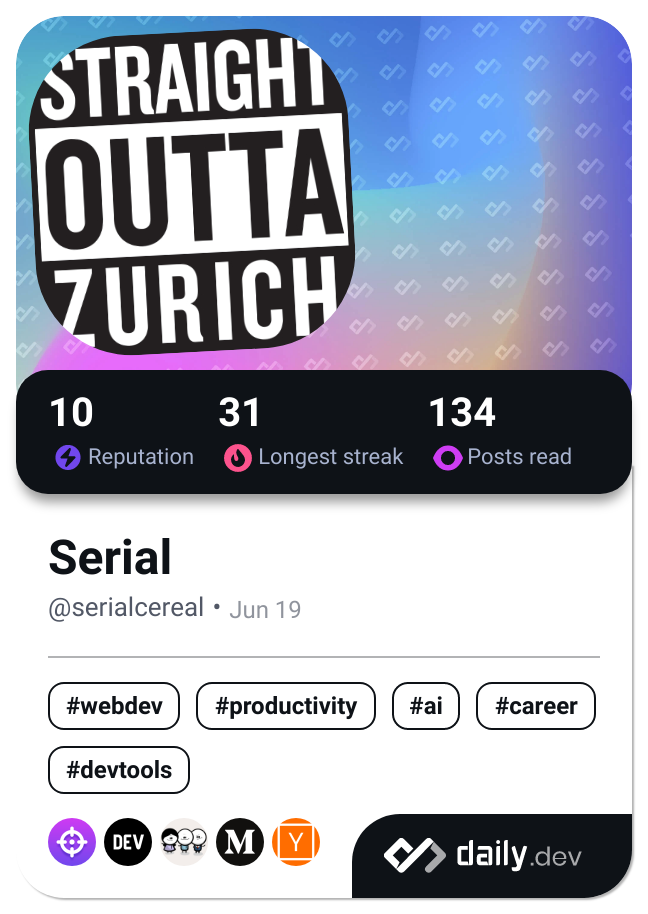 STRAIGHT
OUTTA
ZURICH
10 31 134
Reputation Longest streak Posts read
Serial
@serialcereal • Jun 19
#webdev #productivity #ai #career
#devtools
DEV M Y
daily.dev